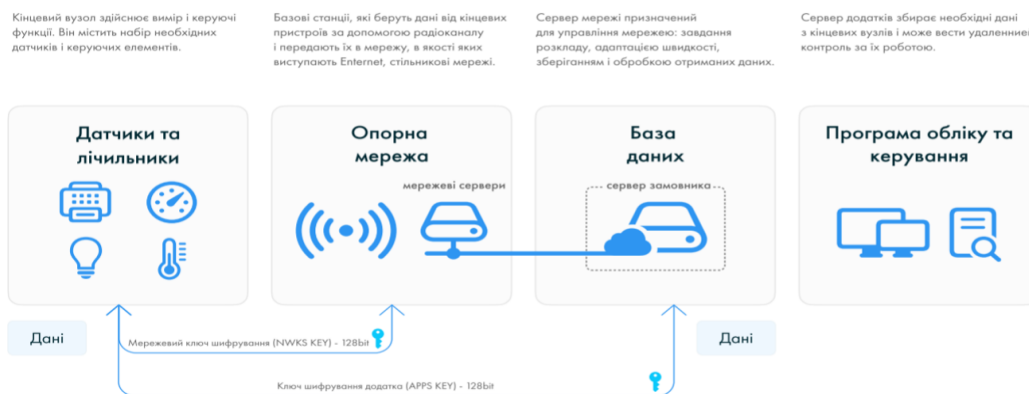 Кінцевий вузол здійснює вимір і керуючі
функції. Він містить набір необхідних
датчиків і керуючих елементів.
Базові станціі, які беруть дані від кінцевих
пристроїв за допомогою радіоканалу
і передають їх в мережу, в якості яких
виступають Enternet, стільникові мережі.
Сервер мережі призначений
для управління мережею: завдання
розкладу, адаптацією швидкості,
зберіганням і обробкою отриманих даних.
Сервер додатків збирає необхідні дані
з кінцевих вузлів і може вести удаленние
контроль за їх роботою.
Датчики та
лічильники
Опорна
мережа
мережеві сервери
База
даних
сервер замовника
Програма обліку та
керування
Дані
Мережевий ключ шифрування (NWKS KEY) - 128bit
Дані
Ключ шифрування додатка (APPS KEY) - 128bit